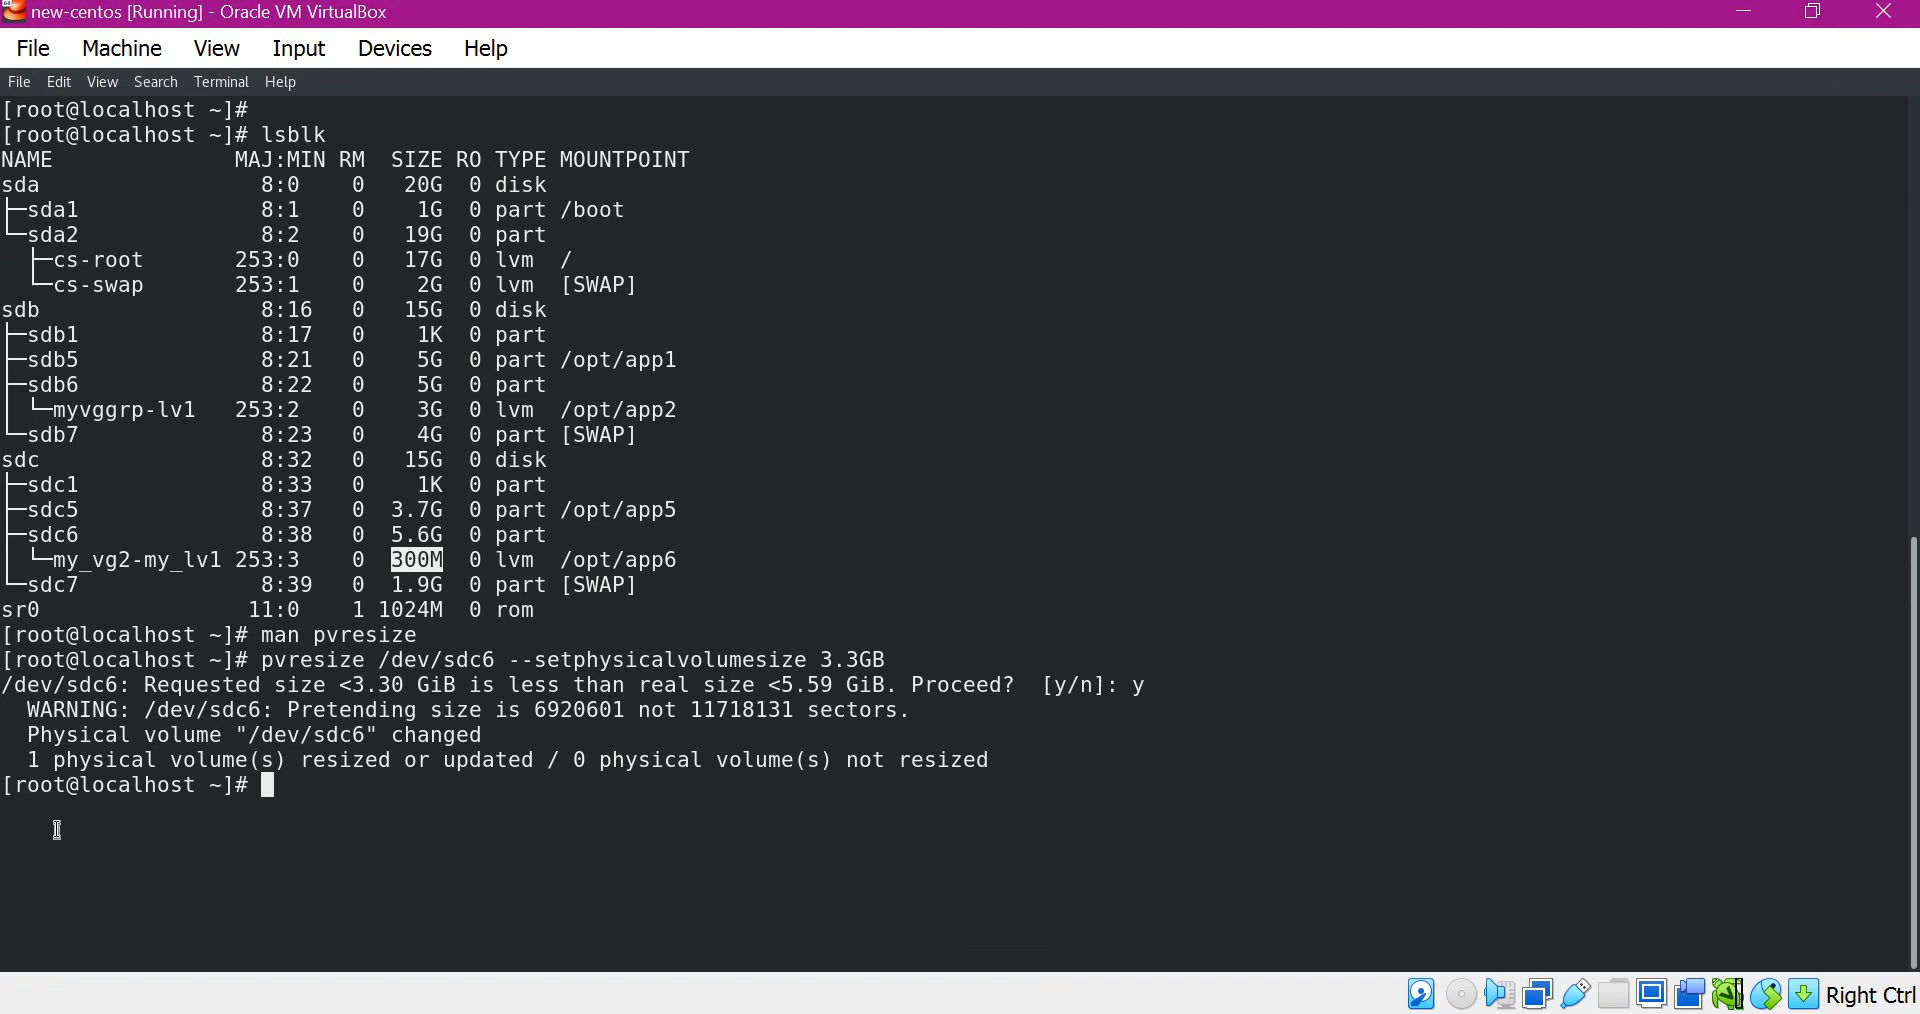 new-centos [Running] - Oracle VM VirtualBox
File Machine View Input Devices Help
File Edit View Search Terminal Help
[root@localhost ~]#
[root@localhost ~]# lsblk
NAME MAJ:MIN RM SIZE RO TYPE MOUNTPOINT
sda 8:0 0 20G 0 disk
├─sda1 8:1 0 1G 0 part /boot
└─sda2 8:2 0 19G 0 part
  ├─cs-root 253:0 0 17G 0 lvm /
  └─cs-swap 253:1 0 2G 0 lvm [SWAP]
sdb 8:16 0 15G 0 disk
├─sdb1 8:17 0 1K 0 part
├─sdb5 8:21 0 5G 0 part /opt/app1
├─sdb6 8:22 0 5G 0 part
│ └─myvggrp-lv1 253:2 0 3G 0 lvm /opt/app2
└─sdb7 8:23 0 4G 0 part [SWAP]
sdc 8:32 0 15G 0 disk
├─sdc1 8:33 0 1K 0 part
├─sdc5 8:37 0 3.7G 0 part /opt/app5
├─sdc6 8:38 0 5.6G 0 part
│ └─my_vg2-my_lv1 253:3 0 300M 0 lvm /opt/app6
└─sdc7 8:39 0 1.9G 0 part [SWAP]
sr0 11:0 1 1024M 0 rom
[root@localhost ~]# man pvresize
[root@localhost ~]# pvresize /dev/sdc6 --setphysicalvolumesize 3.3GB
/dev/sdc6: Requested size <3.30 GiB is less than real size <5.59 GiB. Proceed? [y/n]: y
  WARNING: /dev/sdc6: Pretending size is 6920601 not 11718131 sectors.
  Physical volume "/dev/sdc6" changed
  1 physical volume(s) resized or updated / 0 physical volume(s) not resized
[root@localhost ~]#
Right Ctrl